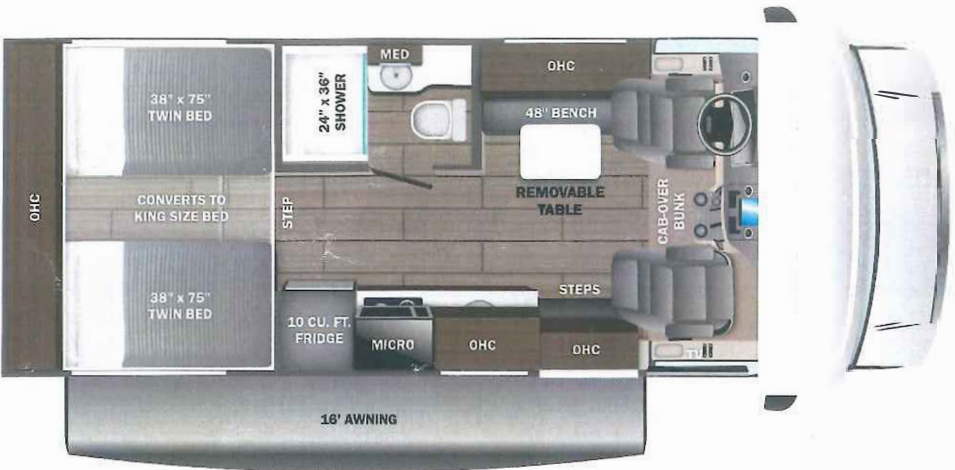 MED
OHC
38" x 75"
TWIN BED
24" x 36"
SHOWER
48" BENCH
OHC
CONVERTS TO
KING SIZE BED
STEP
REMOVABLE
TABLE
CAB-OVER
BUNK
38" x 75"
TWIN BED
STEPS
10 CU. FT.
FRIDGE
MICRO
OHC
OHC
16' AWNING